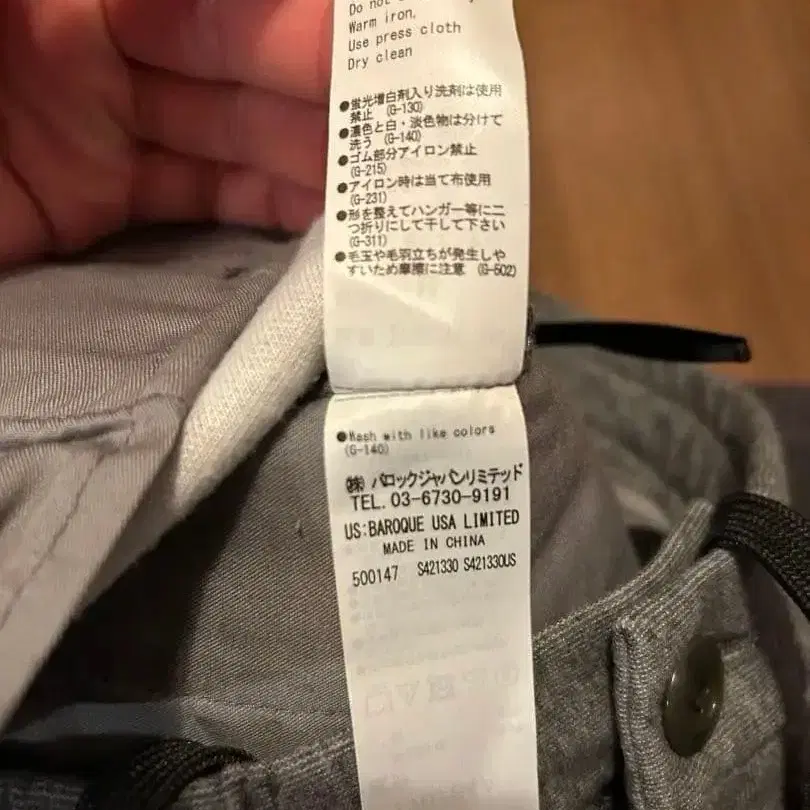 Do not
Warm iron.
Use press cloth
Dry clean
●蛍光増白剤入り洗剤は使用
禁止 (G-130)
●濃色と白・淡色物は分けて
洗う (G-140)
●ゴム部分アイロン禁止
(G-215)
●アイロン時は当て布使用
(G-231)
●形を整えてハンガー等に二
つ折りにして干して下さい
(G-311)
●毛玉や毛羽立ちが発生しや
すいため摩擦に注意 (G-502)
●Wash with like colors
(G-140)
㈱ バロックジャパンリミテッド
TEL. 03-6730-9191
US:BAROQUE USA LIMITED
MADE IN CHINA
500147 S421330 S421330US